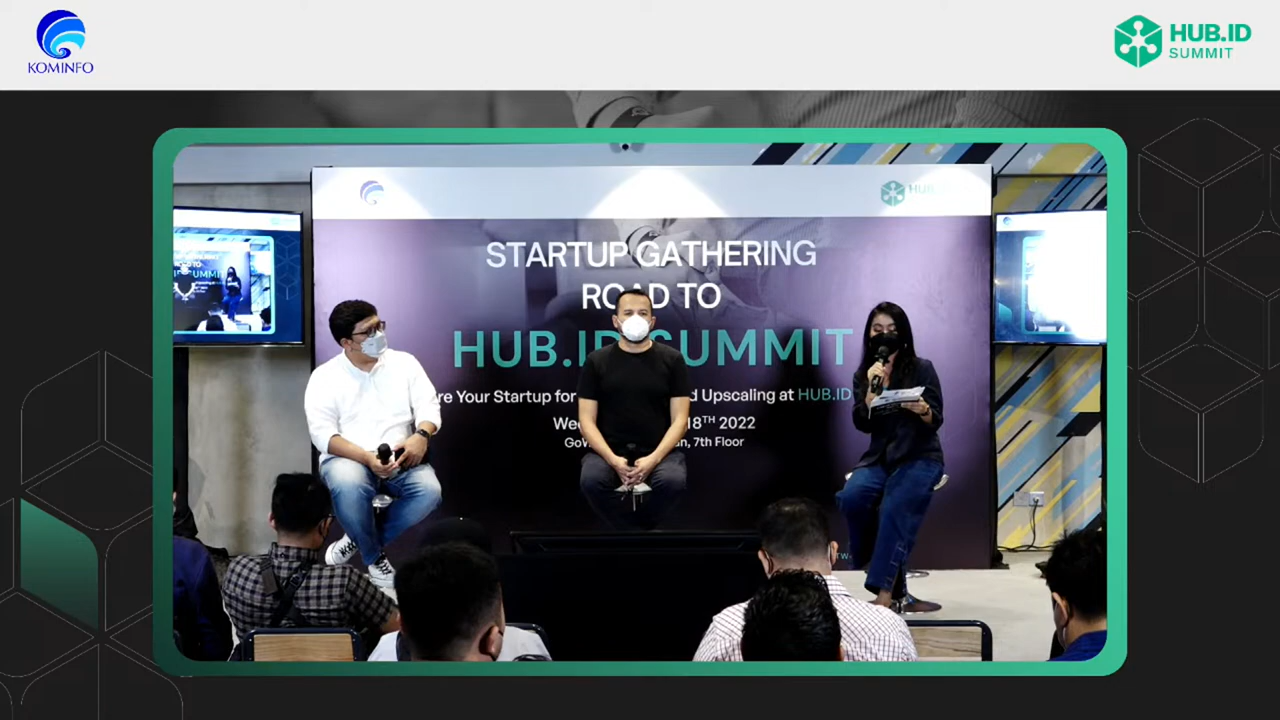 KOMINFO
HUB.ID
SUMMIT
HUB.
STARTUP GATHERING
ROAD TO
HUB.ID SUMMIT
Your Startup for Upscaling at HUB.ID
18TH 2022
7th Floor